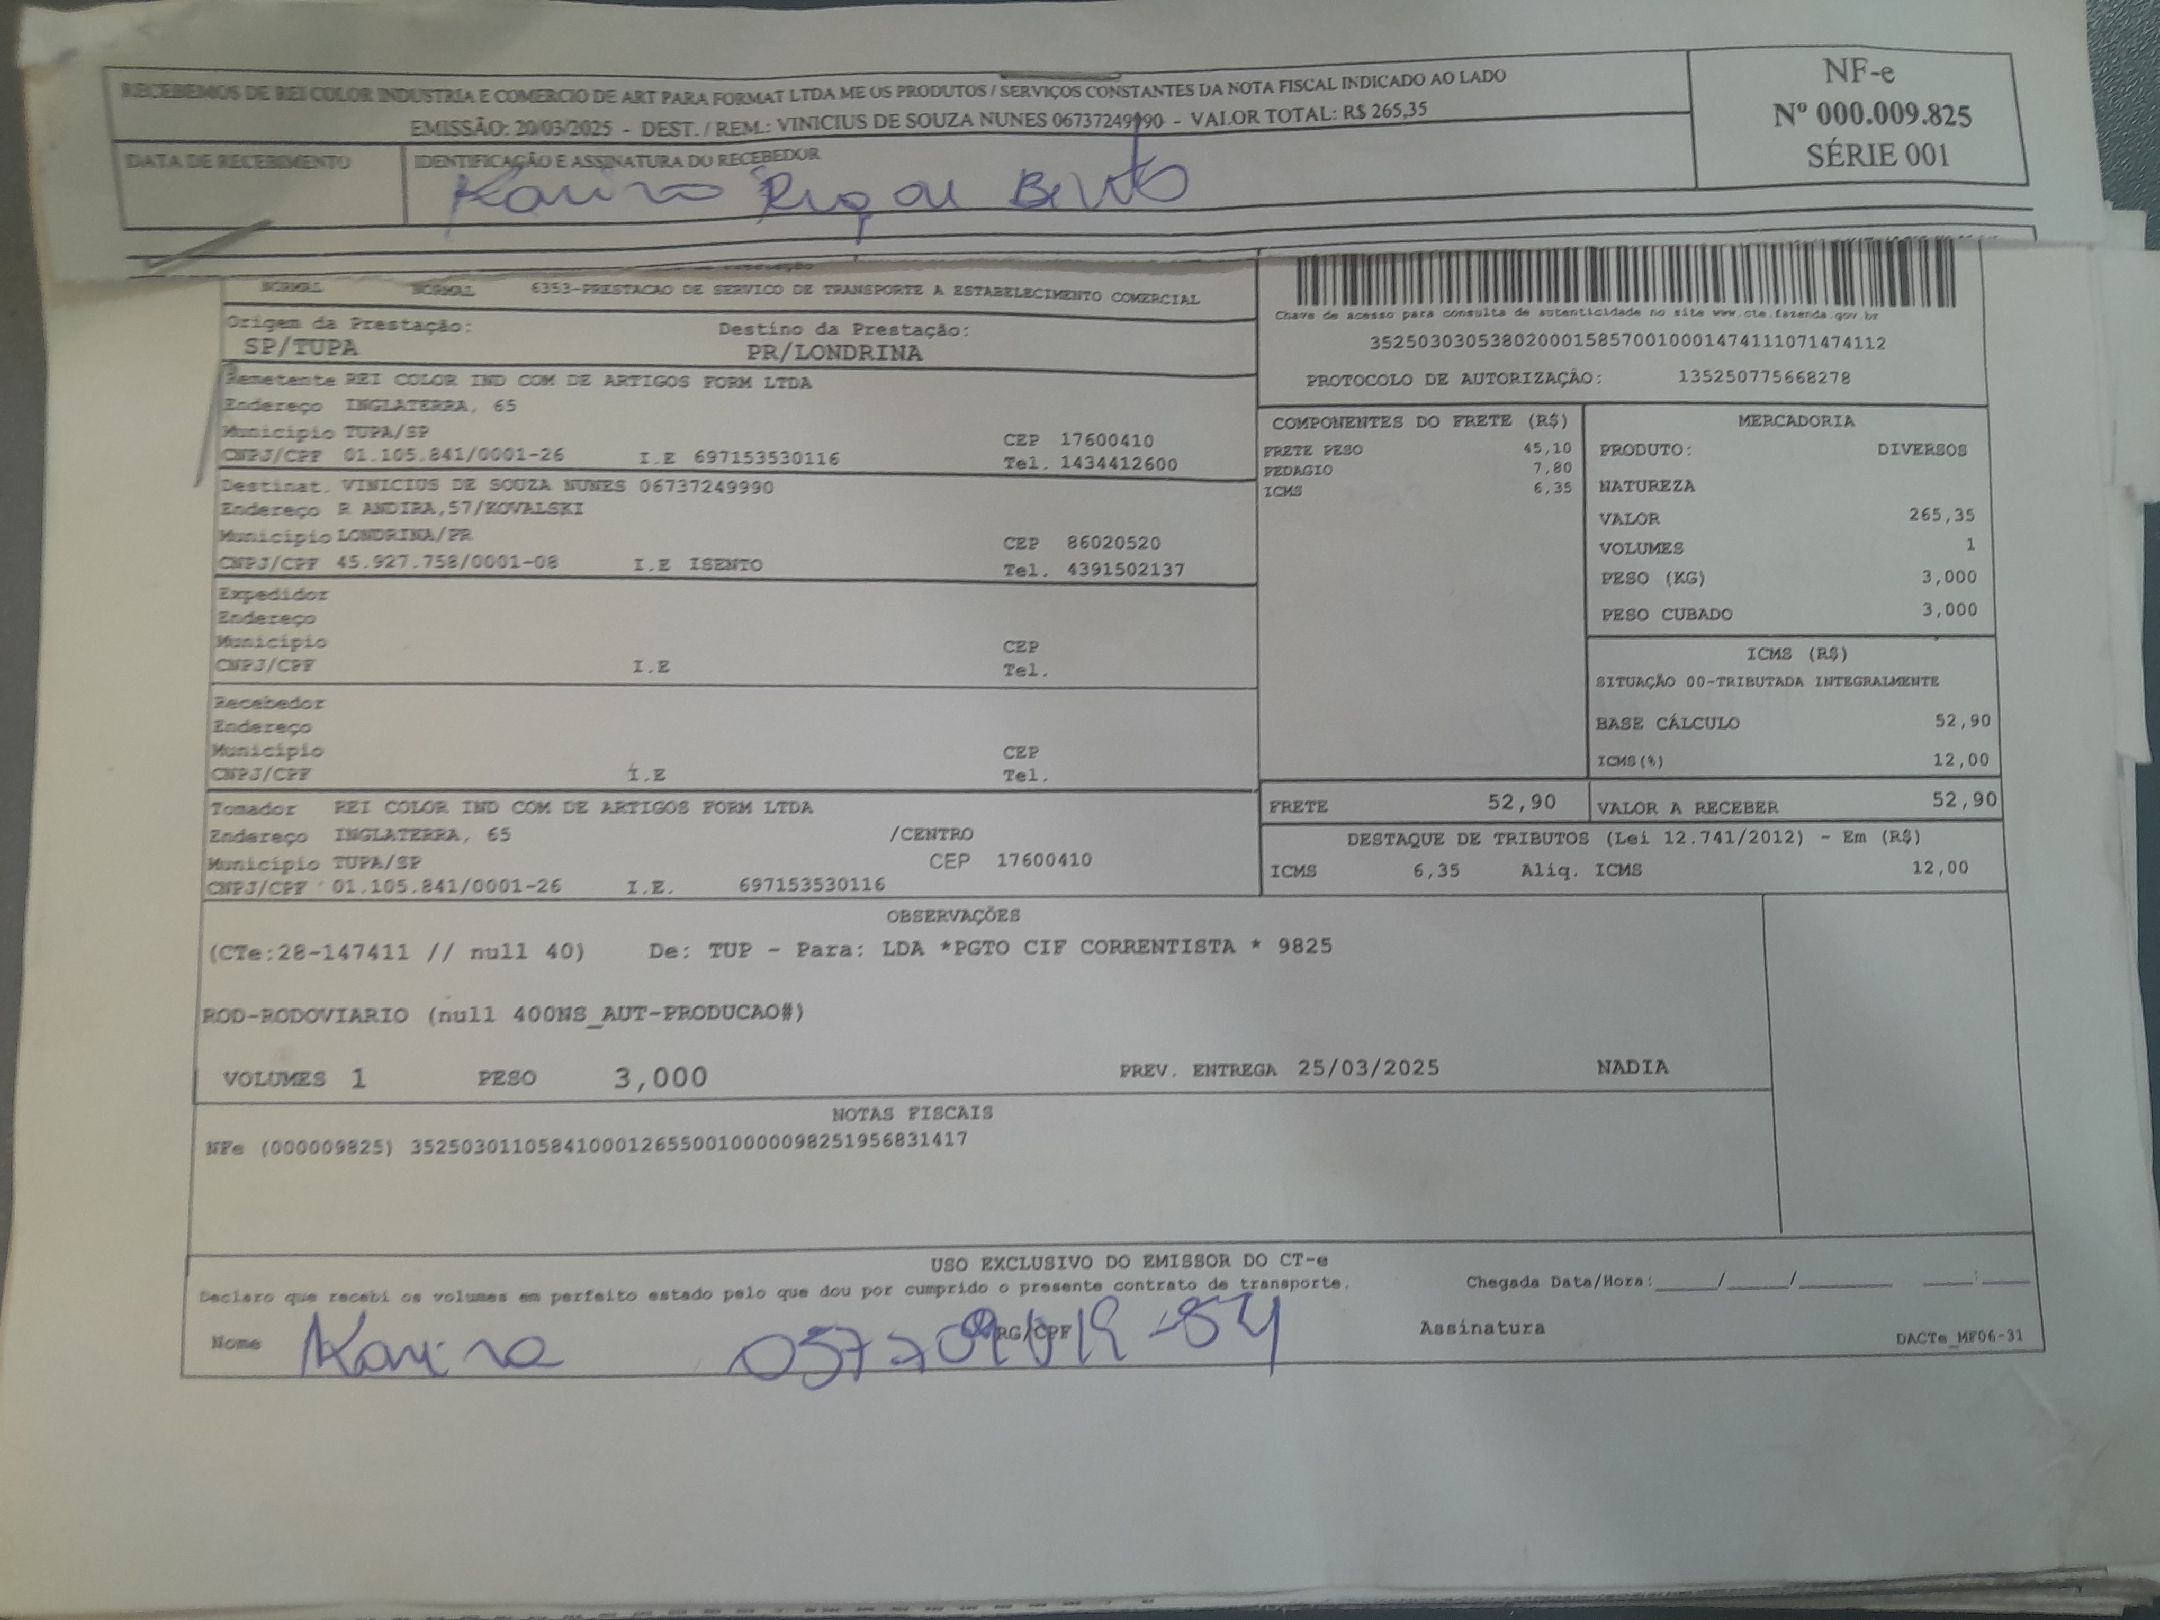 RECEBEMOS DE REI COLOR INDUSTRIA E COMERCIO DE ART PARA FORMAT LTDA ME OS PRODUTOS / SERVIÇOS CONSTANTES DA NOTA FISCAL INDICADO AO LADO
EMISSÃO: 20/03/2025 - DEST. / REM.: VINICIUS DE SOUZA NUNES 06737249990 - VALOR TOTAL: R$ 265,35
NF-e
Nº 000.009.825
SÉRIE 001
DATA DE RECEBIMENTO
IDENTIFICAÇÃO E ASSINATURA DO RECEBEDOR
NORMAL NORMAL 6353-PRESTACAO DE SERVICO DE TRANSPORTE A ESTABELECIMENTO COMERCIAL
Origem da Prestação: Destino da Prestação:
SP/TUPA PR/LONDRINA
Chave de acesso para consulta de autenticidade no site www.cte.fazenda.gov.br
35250303053802000158570010001474111071474112
PROTOCOLO DE AUTORIZAÇÃO: 135250775668278
Remetente REI COLOR IND COM DE ARTIGOS FORM LTDA
Endereço INGLATERRA, 65
Município TUPA/SP CEP 17600410
CNPJ/CPF 01.105.841/0001-26 I.E 697153530116 Tel. 1434412600
Destinat. VINICIUS DE SOUZA NUNES 06737249990
Endereço R ANDIRA,57/KOVALSKI
Município LONDRINA/PR CEP 86020520
CNPJ/CPF 45.927.758/0001-08 I.E ISENTO Tel. 4391502137
Expedidor
Endereço
Município CEP
CNPJ/CPF I.E Tel.
Recebedor
Endereço
Município CEP
CNPJ/CPF I.E Tel.
Tomador REI COLOR IND COM DE ARTIGOS FORM LTDA
Endereço INGLATERRA, 65 /CENTRO
Município TUPA/SP CEP 17600410
CNPJ/CPF 01.105.841/0001-26 I.E. 697153530116
COMPONENTES DO FRETE (R$)
FRETE PESO 45,10
PEDAGIO 7,80
ICMS 6,35
MERCADORIA
PRODUTO: DIVERSOS
NATUREZA
VALOR 265,35
VOLUMES 1
PESO (KG) 3,000
PESO CUBADO 3,000
ICMS (R$)
SITUAÇÃO 00-TRIBUTADA INTEGRALMENTE
BASE CÁLCULO 52,90
ICMS(%) 12,00
FRETE 52,90 VALOR A RECEBER 52,90
DESTAQUE DE TRIBUTOS (Lei 12.741/2012) - Em (R$)
ICMS 6,35 Aliq. ICMS 12,00
OBSERVAÇÕES
(CTe:28-147411 // null 40) De: TUP - Para: LDA *PGTO CIF CORRENTISTA * 9825
ROD-RODOVIARIO (null 400NS_AUT-PRODUCAO#)
VOLUMES 1 PESO 3,000 PREV. ENTREGA 25/03/2025 NADIA
NOTAS FISCAIS
NFe (000009825) 35250301105841000126550010000098251956831417
USO EXCLUSIVO DO EMISSOR DO CT-e
Declaro que recebi os volumes em perfeito estado pelo que dou por cumprido o presente contrato de transporte. Chegada Data/Hora:_____/_____/_______ ____:____
Nome Karina RG/CPF Assinatura DACTe_MF06-31